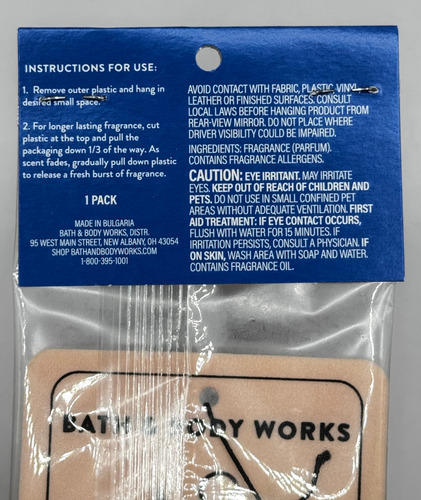 INSTRUCTIONS FOR USE:
1. Remove outer plastic and hang in
desired small space.
2. For longer lasting fragrance, cut
plastic at the top and pull the
packaging down 1/3 of the way. As
scent fades, gradually pull down plastic
to release a fresh burst of fragrance.
1 PACK
MADE IN BULGARIA
BATH & BODY WORKS, DISTR.
95 WEST MAIN STREET, NEW ALBANY, OH 43054
SHOP BATHANDBODYWORKS.COM
1-800-395-1001
AVOID CONTACT WITH FABRIC, PLASTIC, VINYL,
LEATHER OR FINISHED SURFACES. CONSULT
LOCAL LAWS BEFORE HANGING PRODUCT FROM
REAR-VIEW MIRROR. DO NOT PLACE WHERE
DRIVER VISIBILITY COULD BE IMPAIRED.
INGREDIENTS: FRAGRANCE (PARFUM).
CONTAINS FRAGRANCE ALLERGENS.
CAUTION: EYE IRRITANT. MAY IRRITATE
EYES. KEEP OUT OF REACH OF CHILDREN AND
PETS. DO NOT USE IN SMALL CONFINED PET
AREAS WITHOUT ADEQUATE VENTILATION. FIRST
AID TREATMENT: IF EYE CONTACT OCCURS,
FLUSH WITH WATER FOR 15 MINUTES. IF
IRRITATION PERSISTS, CONSULT A PHYSICIAN. IF
ON SKIN, WASH AREA WITH SOAP AND WATER.
CONTAINS FRAGRANCE OIL.
BATH & BODY WORKS